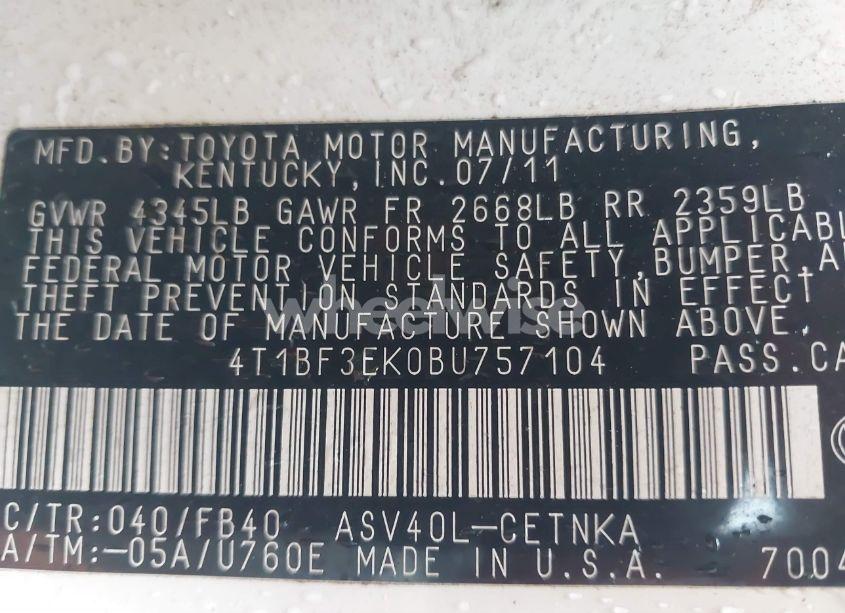 MFD.BY:TOYOTA MOTOR MANUFACTURING,
KENTUCKY,INC.07/11
GVWR 4345LB GAWR FR 2668LB RR 2359LB
THIS VEHICLE CONFORMS TO ALL APPLICABL
FEDERAL MOTOR VEHICLE SAFETY,BUMPER,A
THEFT PREVENTION STANDARDS IN EFFECT
wheelwise
THE DATE OF MANUFACTURE SHOWN ABOVE,
4T1BF3EK0BU757104 PASS.CA
C/TR:040/FB40 ASV40L-CETNKA
A/TM:-05A/U760E MADE IN U.S.A. 7004